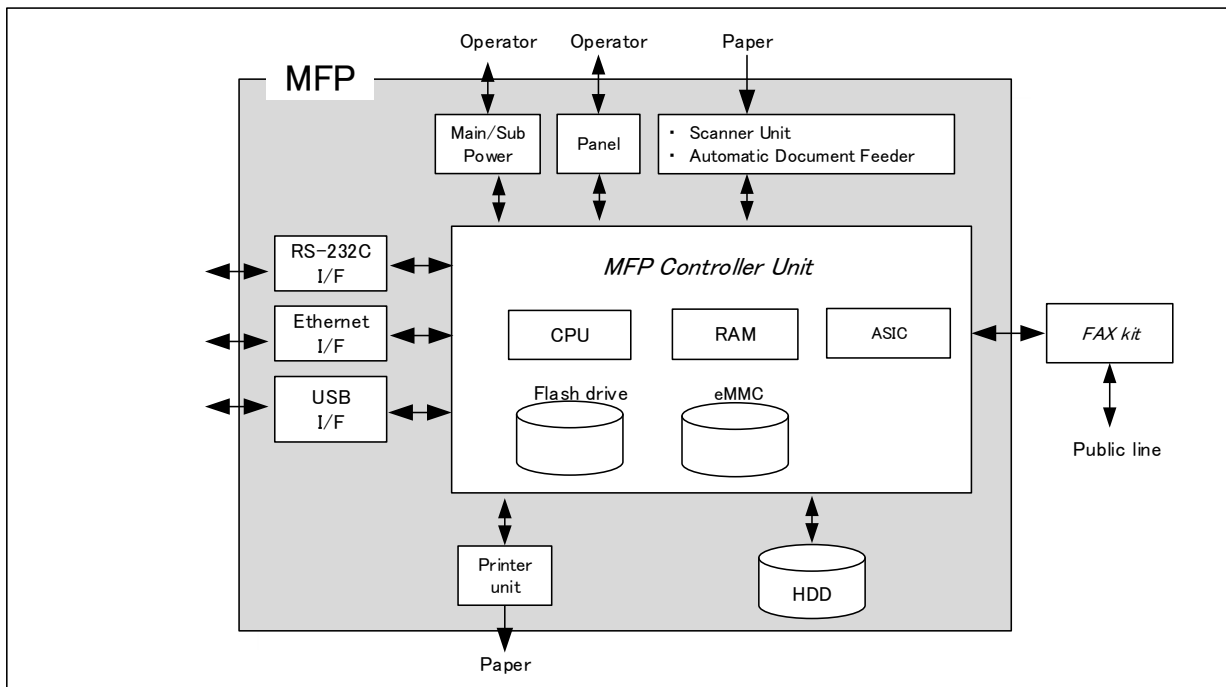 Operator
Operator
Paper
MFP
Main/Sub
Power
Panel
・ Scanner Unit
・ Automatic Document Feeder
RS-232C
I/F
MFP Controller Unit
Ethernet
I/F
CPU
RAM
ASIC
FAX kit
USB
I/F
Flash drive
eMMC
Public line
Printer
unit
HDD
Paper